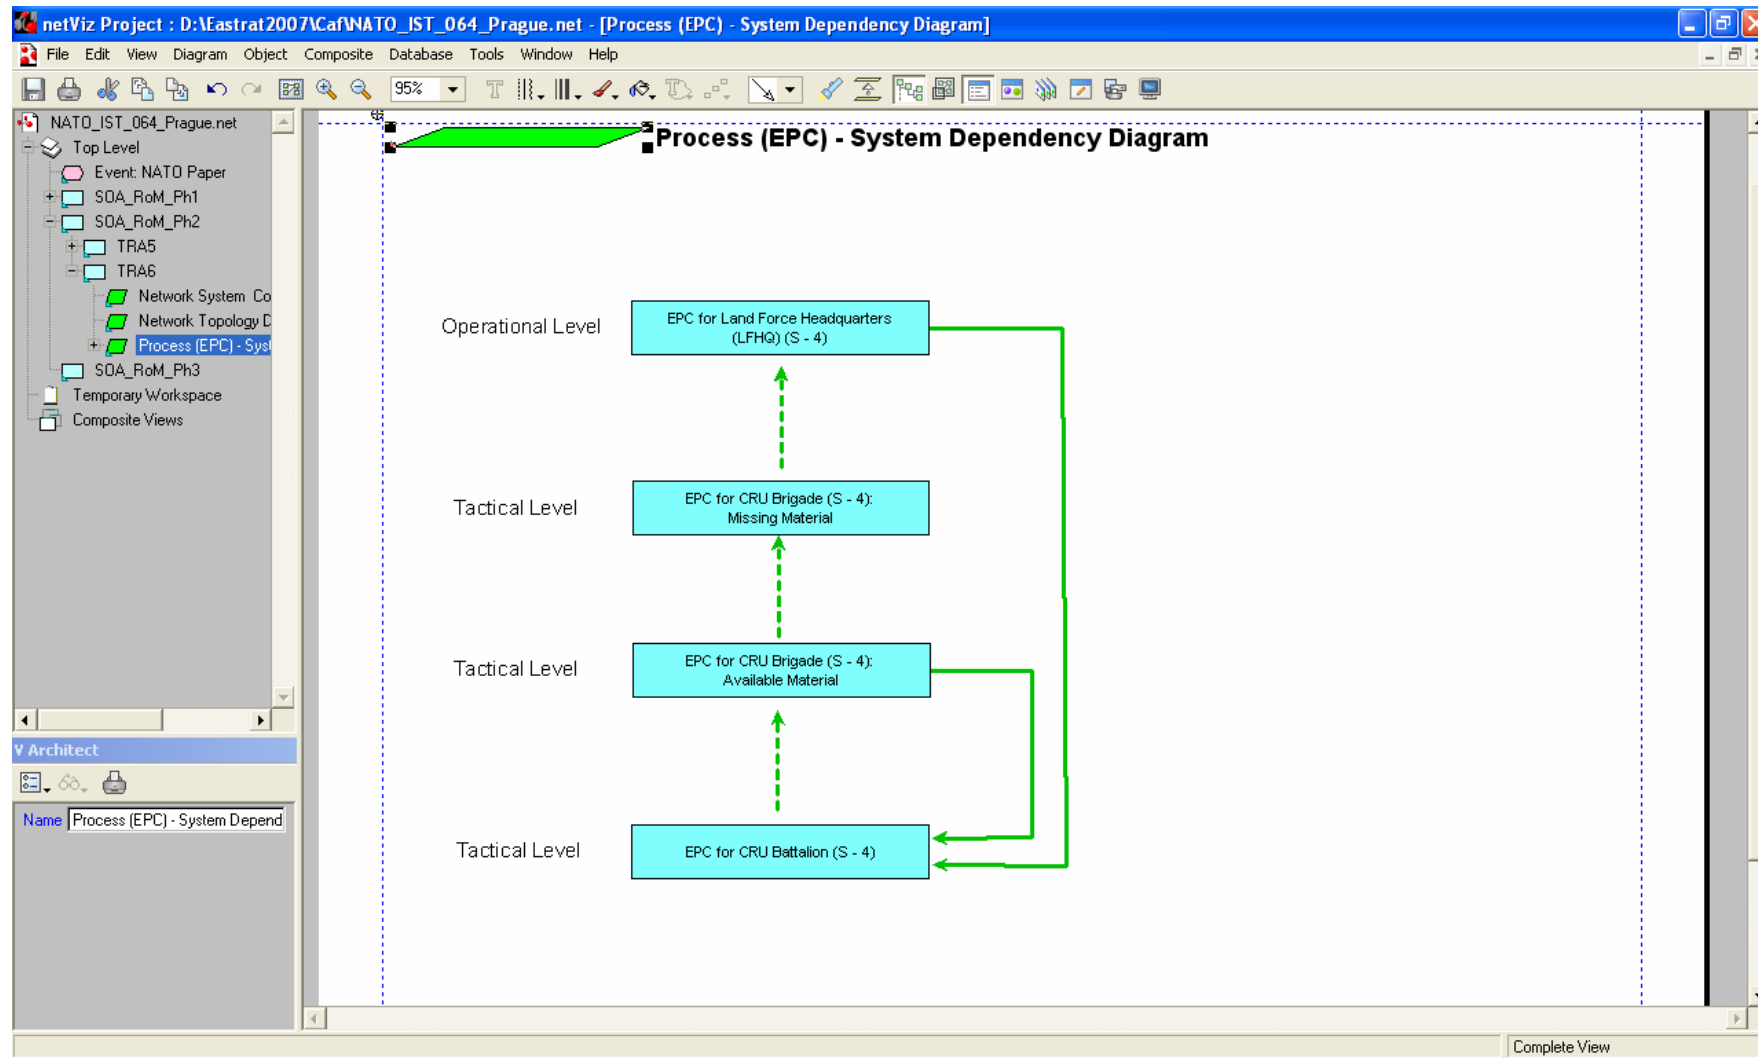 netViz Project : D:\Eastrat2007\Caf\NATO_IST_064_Prague.net - [Process (EPC) - System Dependency Diagram]
File Edit View Diagram Object Composite Database Tools Window Help
95%
NATO_IST_064_Prague.net
Top Level
Event: NATO Paper
SOA_RoM_Ph1
SOA_RoM_Ph2
TRA5
TRA6
Network System Co
Network Topology D
Process (EPC) - Syst
SOA_RoM_Ph3
Temporary Workspace
Composite Views
Architect
Name Process (EPC) - System Depend
Process (EPC) - System Dependency Diagram
Operational Level
EPC for Land Force Headquarters
(LFHQ) (S - 4)
Tactical Level
EPC for CRU Brigade (S - 4):
Missing Material
Tactical Level
EPC for CRU Brigade (S - 4):
Available Material
Tactical Level
EPC for CRU Battalion (S - 4)
Complete View